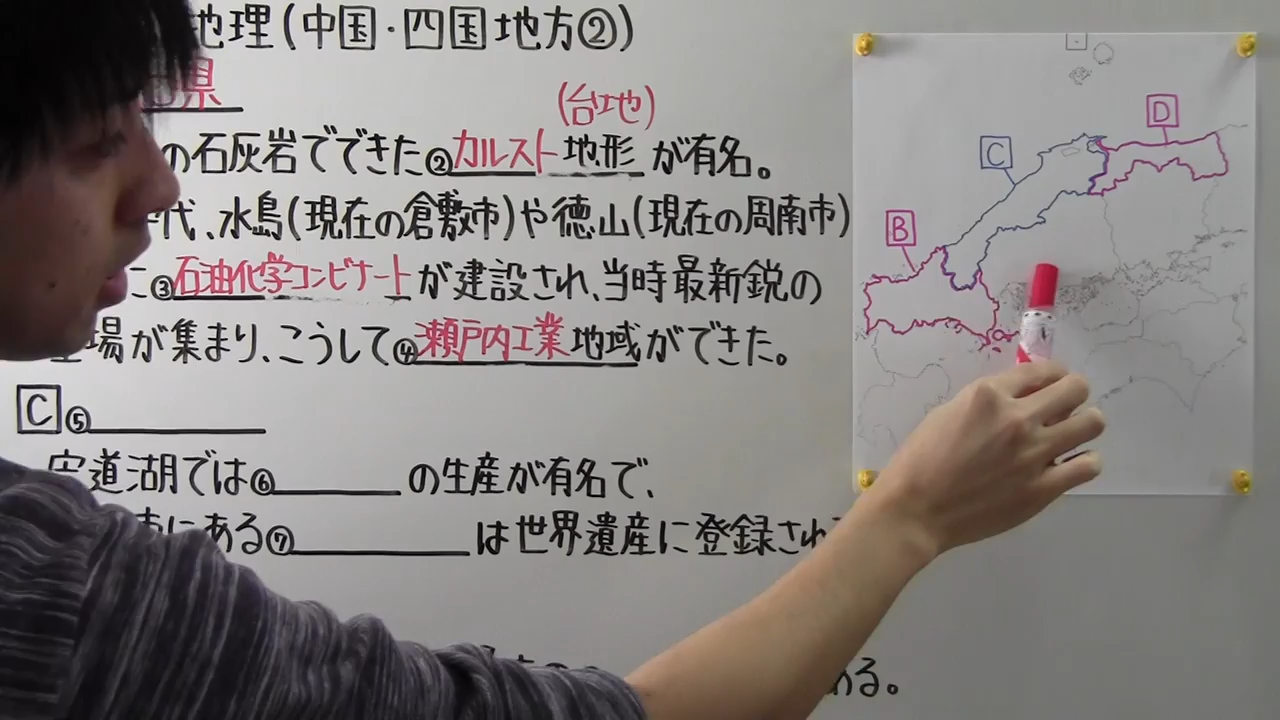 地理(中国・四国地方②)
県
(台地)
の石灰岩でできた②カルスト地形が有名。
代、水島(現在の倉敷市)や徳山(現在の周南市)
に③石油化学コンビナートが建設され、当時最新鋭の
工場が集まり、こうして④瀬戸内工業地域ができた。
C ⑤
宍道湖では⑥ の生産が有名で、
市にある⑦ は世界遺産に登録され
ある。
D
C
B